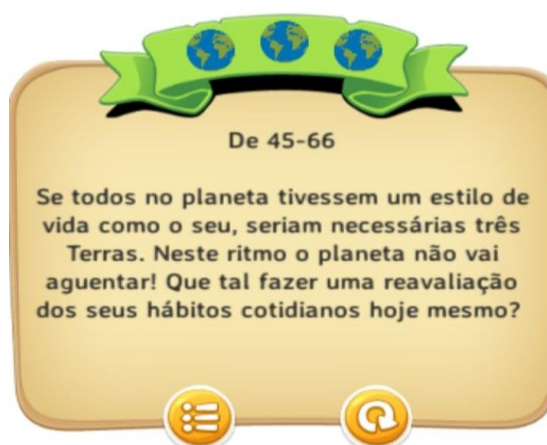 De 45-66
Se todos no planeta tivessem um estilo de
vida como o seu, seriam necessárias três
Terras. Neste ritmo o planeta não vai
aguentar! Que tal fazer uma reavaliação
dos seus hábitos cotidianos hoje mesmo?